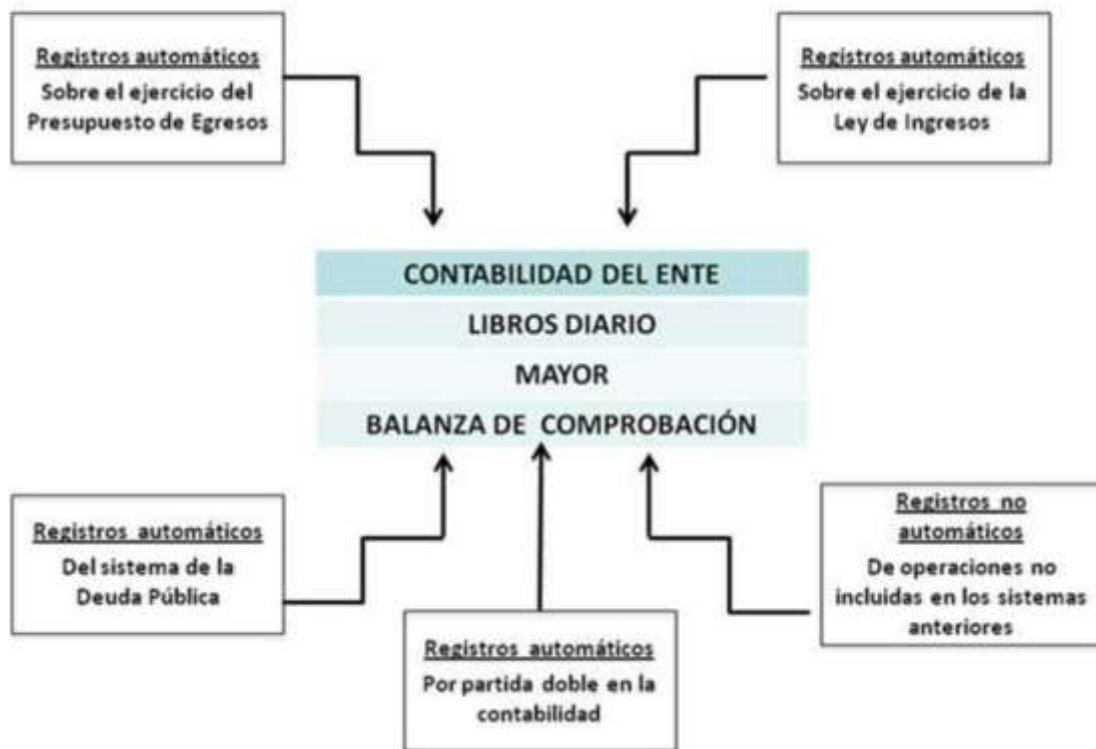 Registros automáticos
Sobre el ejercicio del
Presupuesto de Egresos
Registros automáticos
Sobre el ejercicio de la
Ley de Ingresos
CONTABILIDAD DEL ENTE
LIBROS DIARIO
MAYOR
BALANZA DE COMPROBACIÓN
Registros automáticos
Del sistema de la
Deuda Pública
Registros automáticos
Por partida doble en la
contabilidad
Registros no
automáticos
De operaciones no
incluidas en los sistemas
anteriores